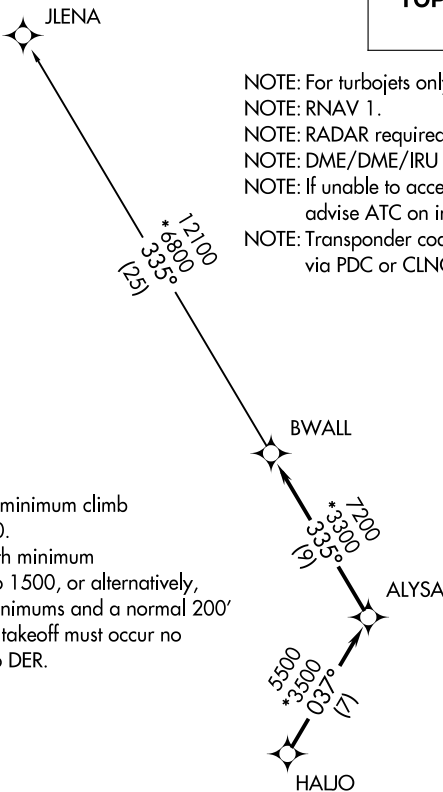 TOP
JLENA
NOTE: For turbojets only
NOTE: RNAV 1.
NOTE: RADAR required
NOTE: DME/DME/IRU
NOTE: If unable to acce
advise ATC on in
NOTE: Transponder cod
via PDC or CLNC
12100
*6800
335°
(25)
BWALL
minimum climb
0.
th minimum
o 1500, or alternatively,
nimums and a normal 200'
takeoff must occur no
o DER.
7200
*3300
335°
(9)
ALYSA
5500
*3500
037°
(7)
HALJO